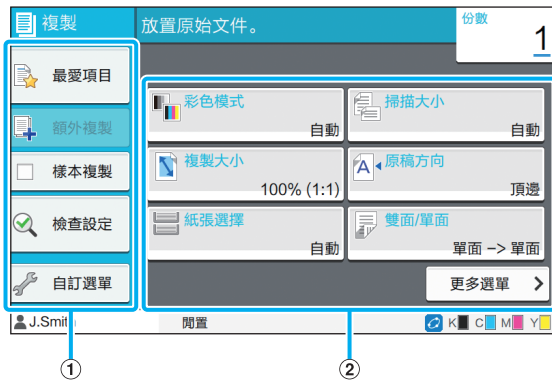 複製
放置原始文件。
份數
1
最愛項目
額外複製
樣本複製
檢查設定
自訂選單
彩色模式
自動
掃描大小
自動
複製大小
100% (1:1)
原稿方向
頂邊
紙張選擇
自動
雙面/單面
單面 –> 單面
更多選單
J.Smith
閒置
K C M Y
1
2